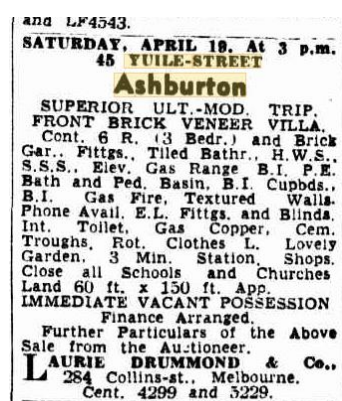 and LF4543.
SATURDAY, APRIL 19. At 3 p.m.
45 YUILE-STREET
Ashburton
SUPERIOR ULT.-MOD. TRIP.
FRONT BRICK VENEER VILLA.
Cont. 6 R. (3 Bedr.) and Brick
Gar., Fittgs., Tiled Bathr., H.W.S.,
S.S.S., Elev. Gas Range B.I. P.E.
Bath and Ped. Basin, B.I. Cupbds.,
B.I. Gas Fire, Textured Walls.
Phone Avail. E.L. Fittgs. and Blinds.
Int. Toilet, Gas Copper, Cem.
Troughs, Rot. Clothes L. Lovely
Garden. 3 Min. Station, Shops.
Close all Schools and Churches
Land 60 ft. x 150 ft. App.
IMMEDIATE VACANT POSSESSION
Finance Arranged.
Further Particulars of the Above
Sale from the Auctioneer.
LAURIE DRUMMOND & Co.,
284 Collins-st., Melbourne.
Cent. 4299 and 5229.